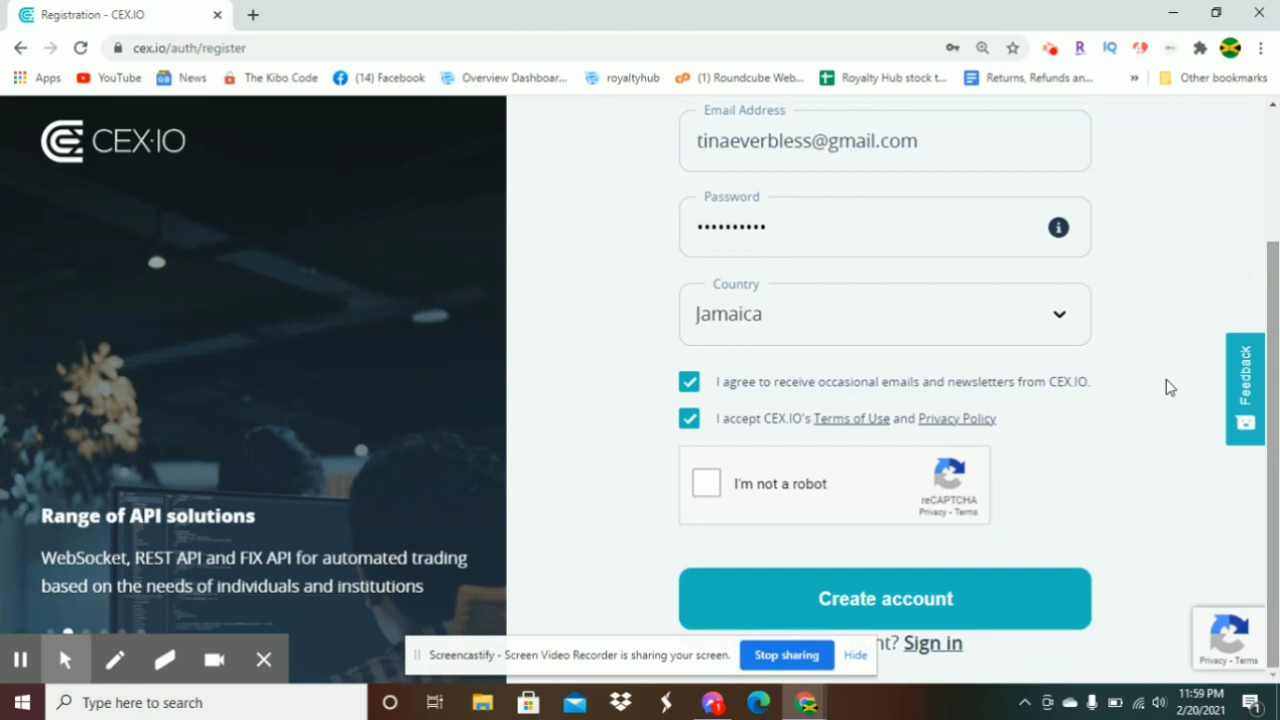 Registration - CEX.IO
cex.io/auth/register
Apps YouTube News The Kibo Code (14) Facebook Overview Dashboar... royaltyhub (1) Roundcube Web... Royalty Hub stock t... Returns, Refunds an... » Other bookmarks
CEX·IO
Email Address
tinaeverbless@gmail.com
Password
••••••••••
Country
Jamaica
I agree to receive occasional emails and newsletters from CEX.IO.
I accept CEX.IO's Terms of Use and Privacy Policy
I'm not a robot
reCAPTCHA
Privacy - Terms
Feedback
Range of API solutions
WebSocket, REST API and FIX API for automated trading
based on the needs of individuals and institutions
Create account
Sign in
Screencastify - Screen Video Recorder is sharing your screen. Stop sharing Hide
Privacy - Terms
Type here to search
11:59 PM
2/20/2021